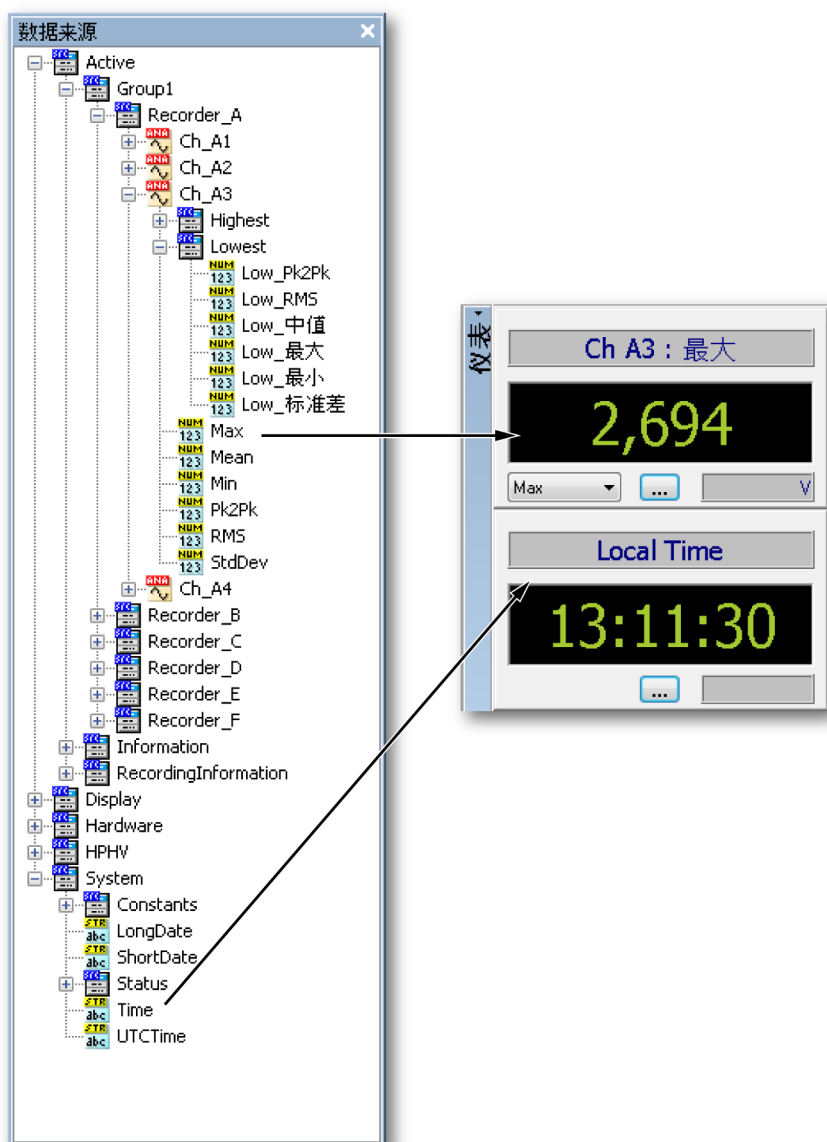 数据来源
Active
Group1
Recorder_A
Ch_A1
Ch_A2
Ch_A3
Highest
Lowest
Low_Pk2Pk
Low_RMS
Low_中值
Low_最大
Low_最小
Low_标准差
Max
Mean
Min
Pk2Pk
RMS
StdDev
Ch_A4
Recorder_B
Recorder_C
Recorder_D
Recorder_E
Recorder_F
Information
RecordingInformation
Display
Hardware
HPHV
System
Constants
LongDate
ShortDate
Status
Time
UTCTime
仪表
Ch A3 : 最大
2,694
Max ... V
Local Time
13:11:30
...